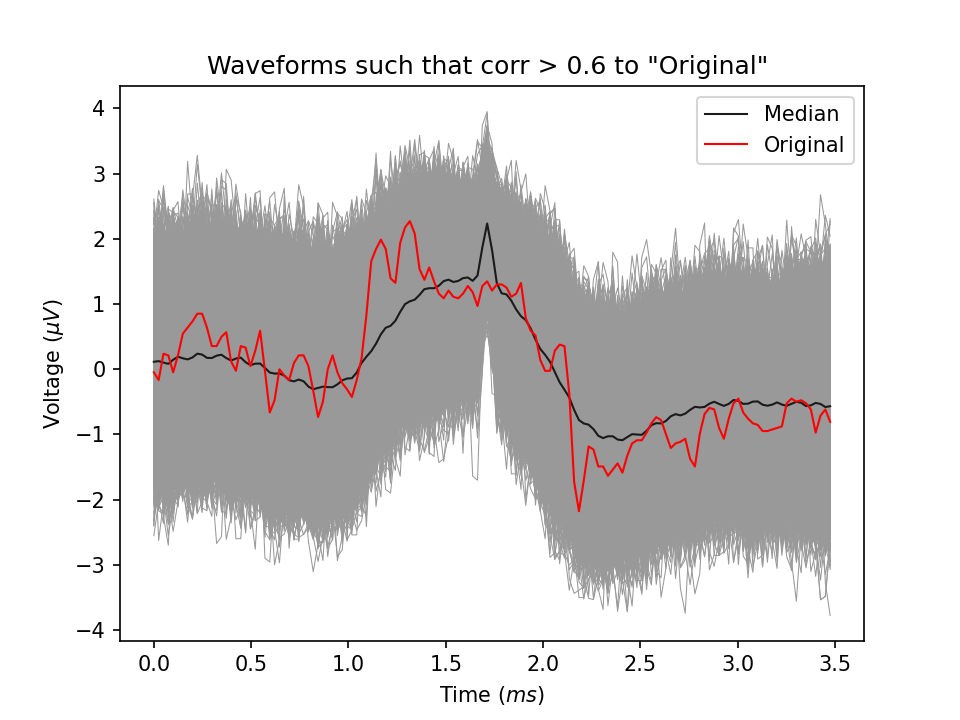 Waveforms such that corr > 0.6 to "Original"
Median
Original
4
3
2
1
0
−1
−2
−3
−4
Voltage (μV)
0.0 0.5 1.0 1.5 2.0 2.5 3.0 3.5
Time (ms)